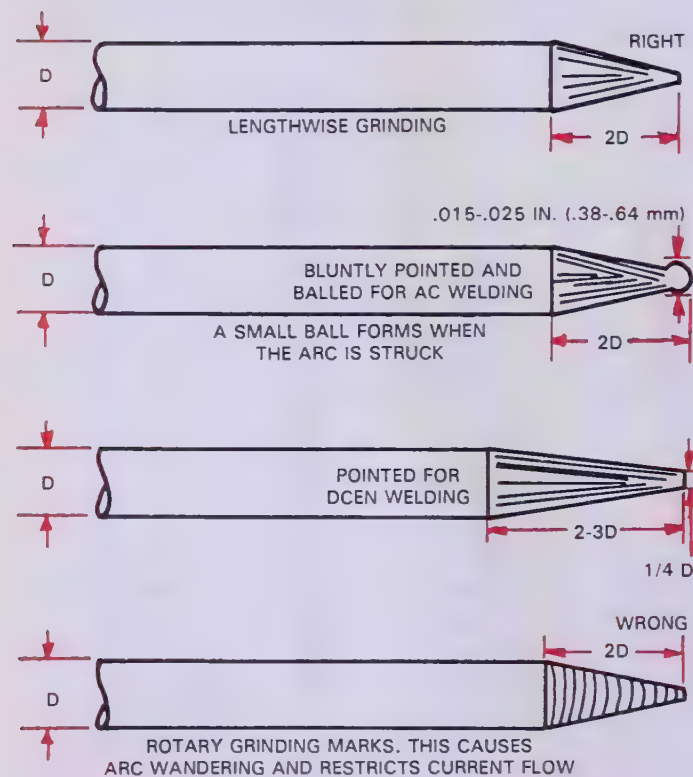 RIGHT
D
LENGTHWISE GRINDING
2D
.015-.025 IN. (.38-.64 mm)
D
BLUNTLY POINTED AND
BALLED FOR AC WELDING
A SMALL BALL FORMS WHEN
THE ARC IS STRUCK
2D
D
POINTED FOR
DCEN WELDING
2-3D
1/4 D
WRONG
2D
D
ROTARY GRINDING MARKS. THIS CAUSES
ARC WANDERING AND RESTRICTS CURRENT FLOW